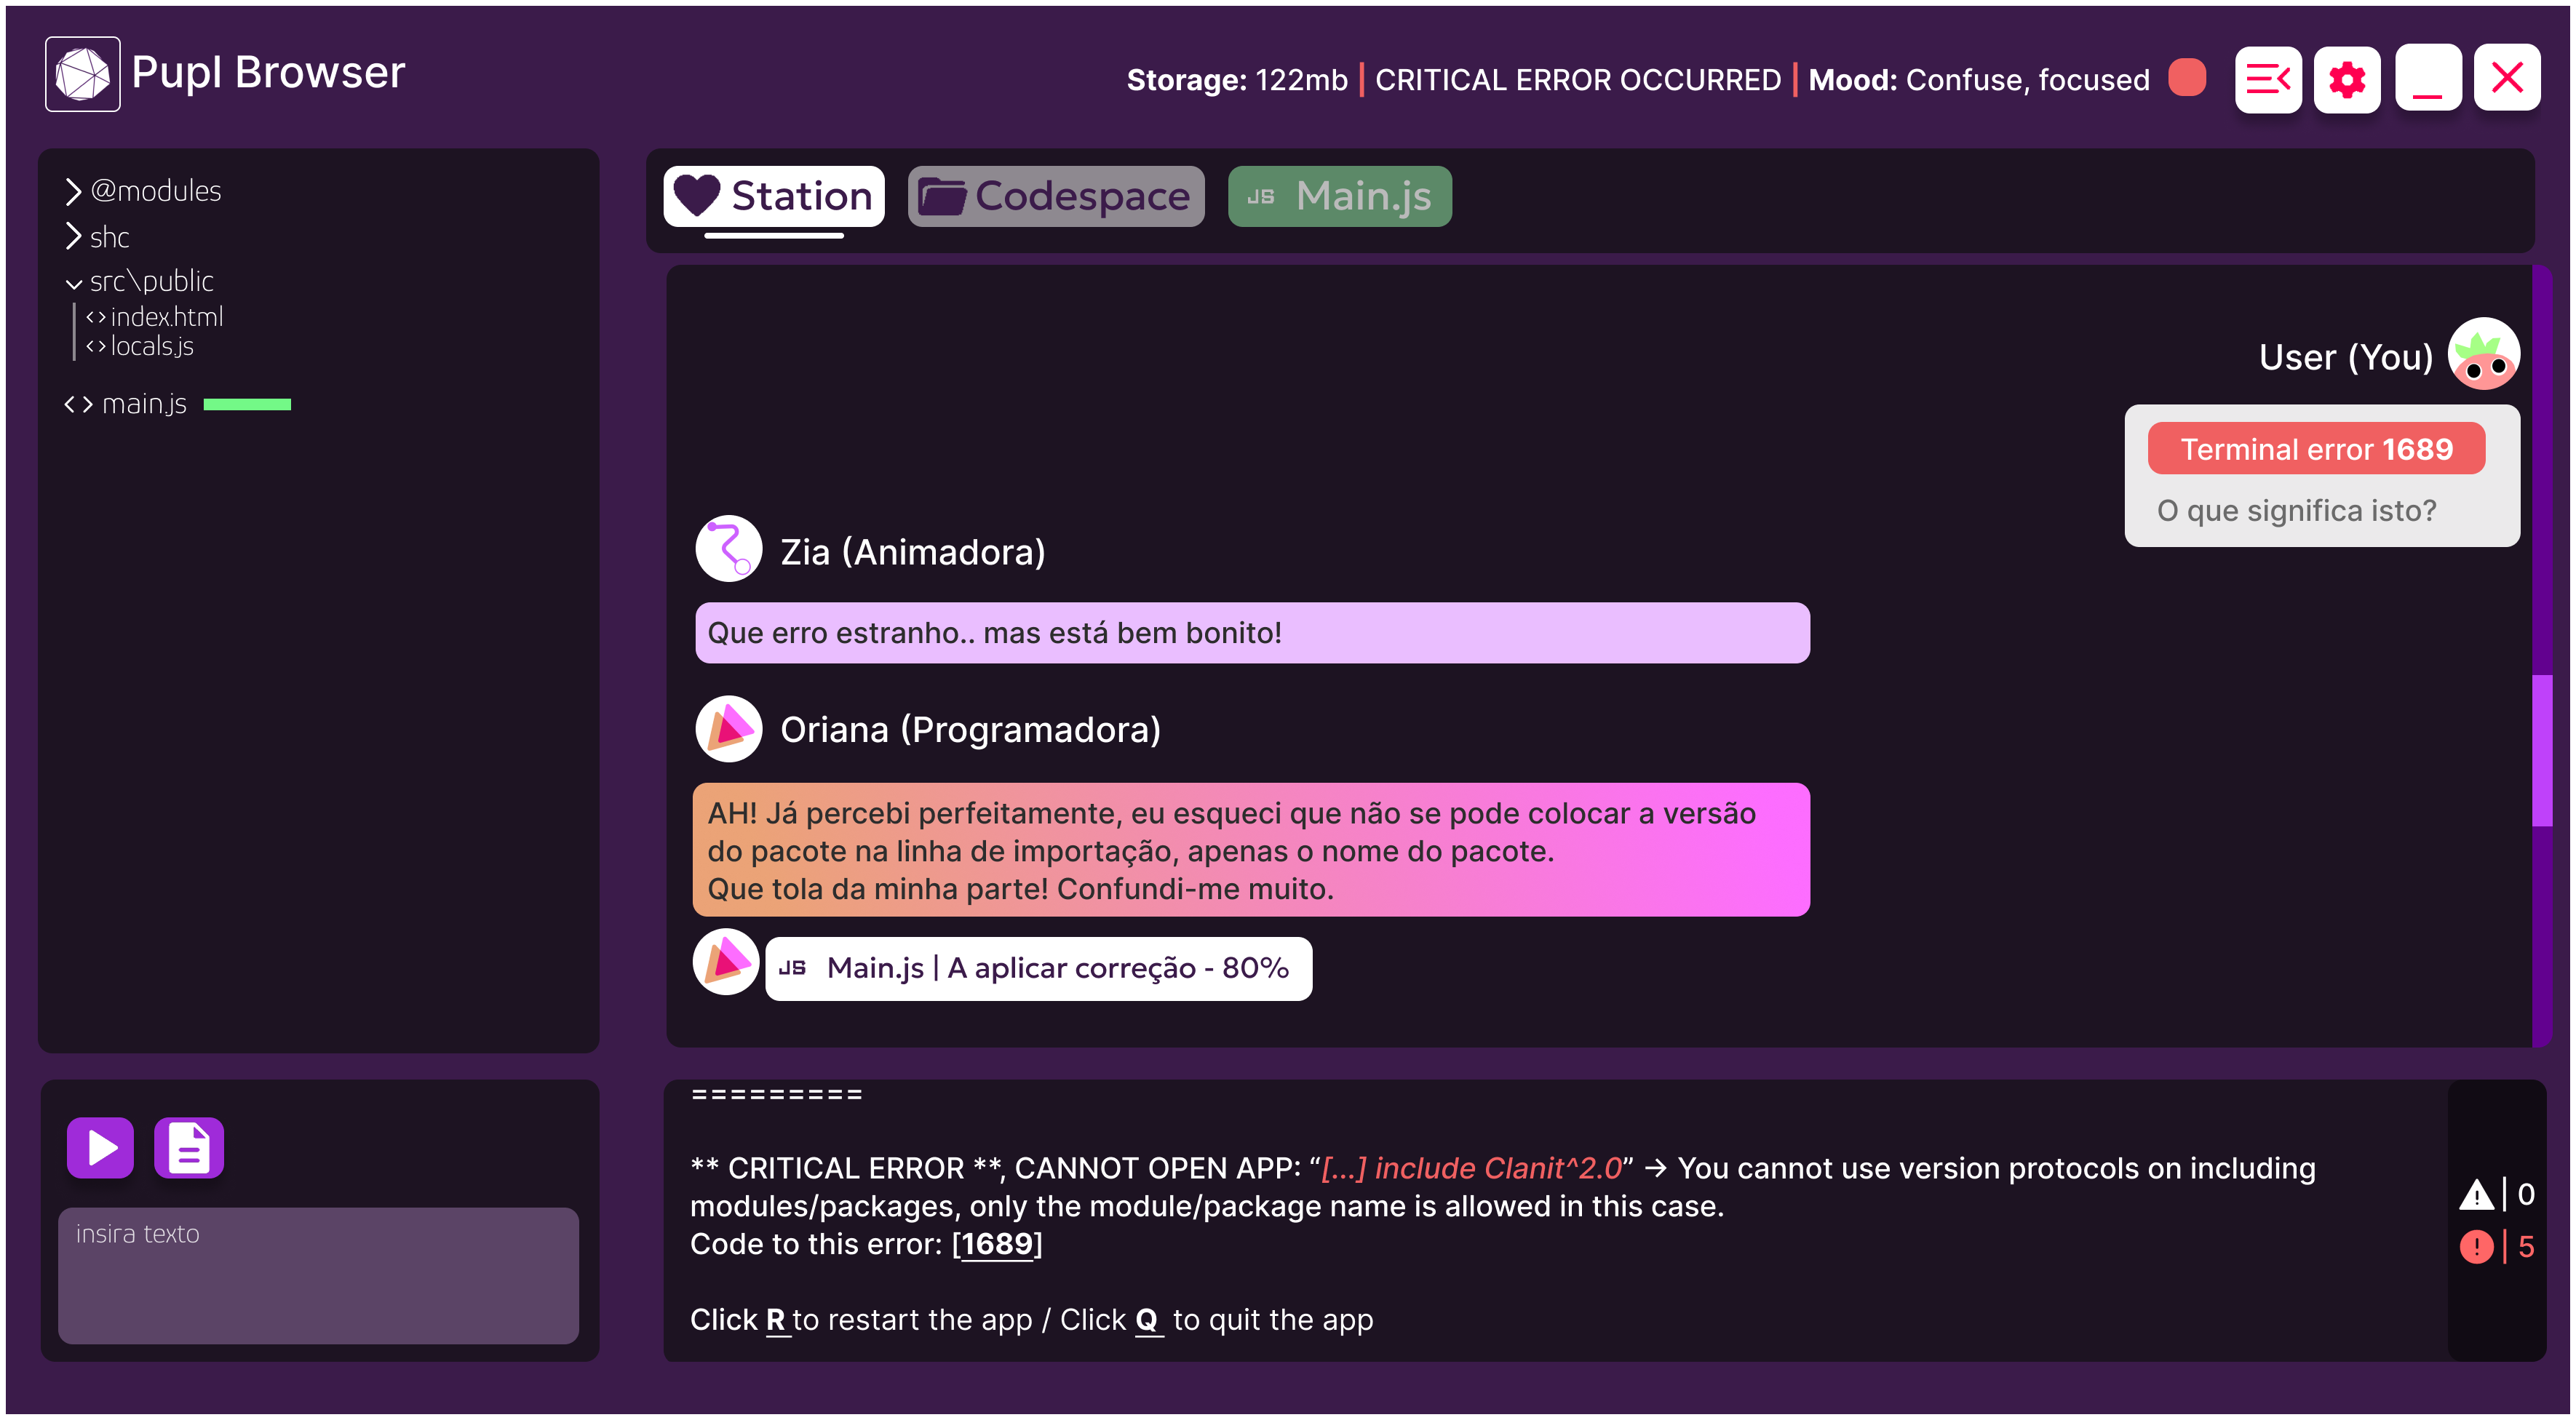 Pupl Browser
Storage: 122mb | CRITICAL ERROR OCCURRED | Mood: Confuse, focused
@modules
shc
src\public
<> index.html
<> locals.js
<> main.js
Station
Codespace
JS Main.js
User (You)
Terminal error 1689
O que significa isto?
Zia (Animadora)
Que erro estranho.. mas está bem bonito!
Oriana (Programadora)
AH! Já percebi perfeitamente, eu esqueci que não se pode colocar a versão
do pacote na linha de importação, apenas o nome do pacote.
Que tola da minha parte! Confundi-me muito.
JS Main.js | A aplicar correção - 80%
insira texto
=========
** CRITICAL ERROR **, CANNOT OPEN APP: “[...] include Clanit^2.0” → You cannot use version protocols on including
modules/packages, only the module/package name is allowed in this case.
Code to this error: [1689]
Click R to restart the app / Click Q to quit the app
| 0
| 5